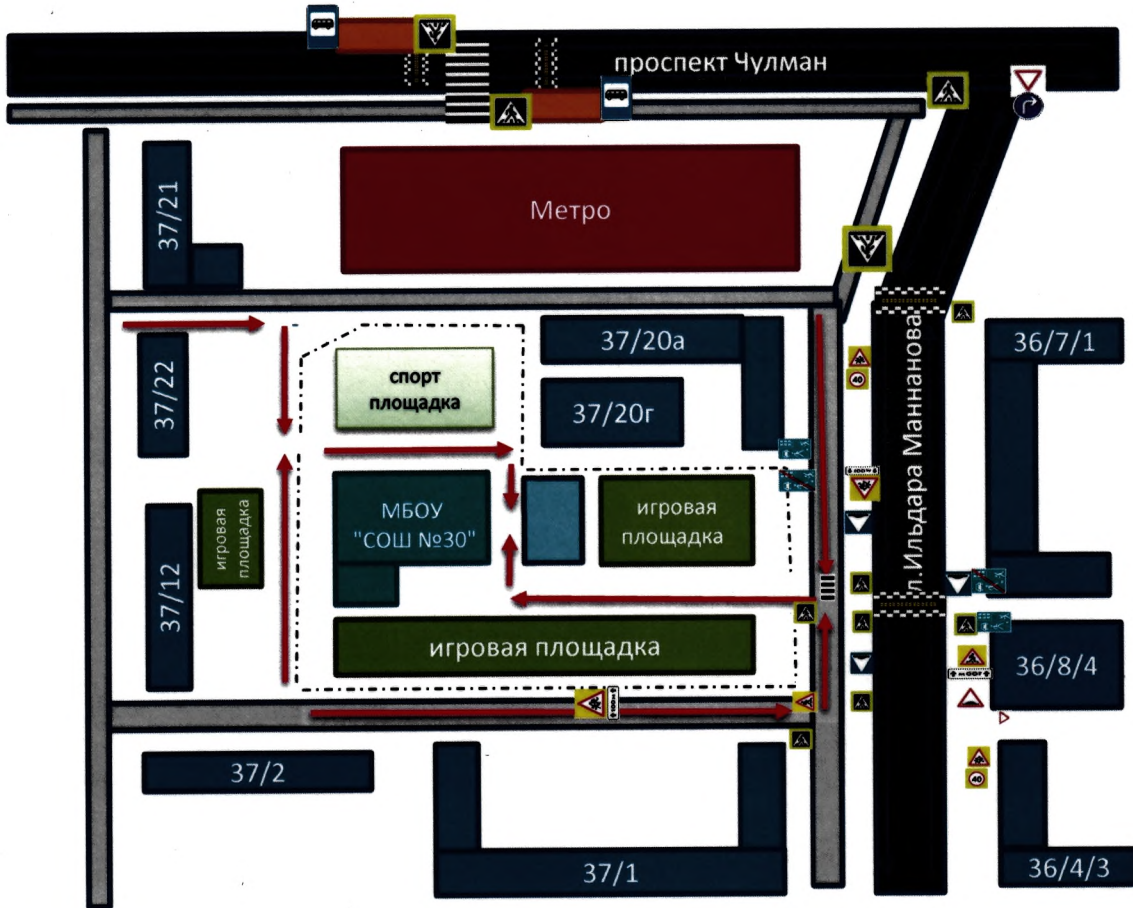 проспект Чулман
37/21
Метро
37/22
спорт
площадка
37/20а
37/20г
л.Ильдара Маннанова
36/7/1
40
игровая
площадка
МБОУ
"СОШ №30"
игровая
площадка
37/12
игровая площадка
36/8/4
37/2
40
37/1
36/4/3